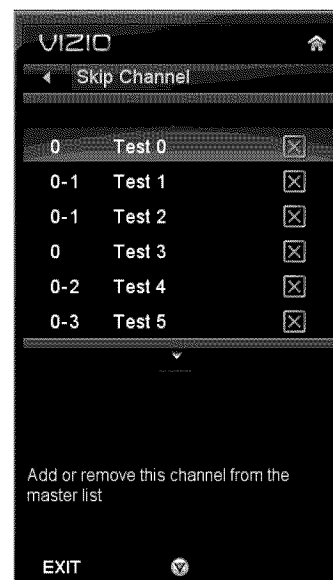 VIZIO
Skip Channel
0 Test 0
0-1 Test 1
0-1 Test 2
0 Test 3
0-2 Test 4
0-3 Test 5
Add or remove this channel from the
master list
EXIT